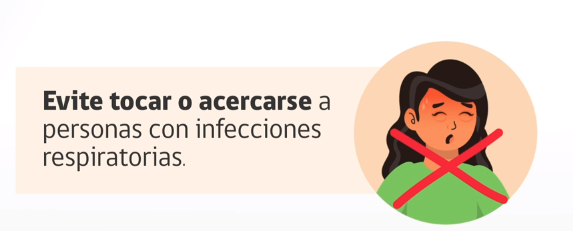 Evite tocar o acercarse a
personas con infecciones
respiratorias.